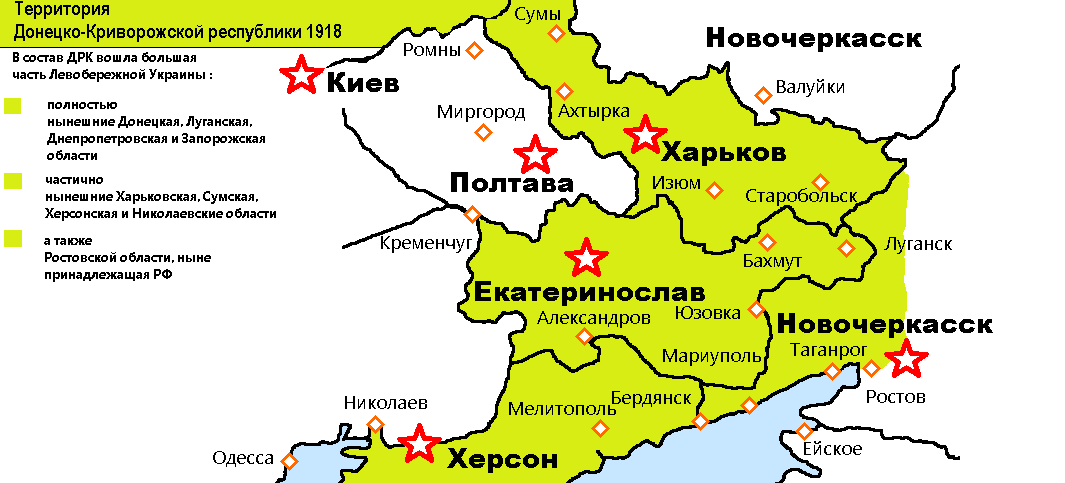 Территория
Донецко-Криворожской республики 1918
В состав ДРК вошла большая
часть Левобережной Украины :
полностью
нынешние Донецкая, Луганская,
Днепропетровская и Запорожская
области
частично
нынешние Харьковская, Сумская,
Херсонская и Николаевские области
а также
Ростовской области, ныне
принадлежащая РФ
Сумы
Новочеркасск
Ромны
Киев
Валуйки
Миргород
Ахтырка
Харьков
Полтава
Изюм
Старобольск
Кременчуг
Луганск
Бахмут
Екатеринослав
Александров
Юзовка
Новочеркасск
Мариуполь
Таганрог
Ростов
Николаев
Мелитополь
Бердянск
Херсон
Одесса
Ейское